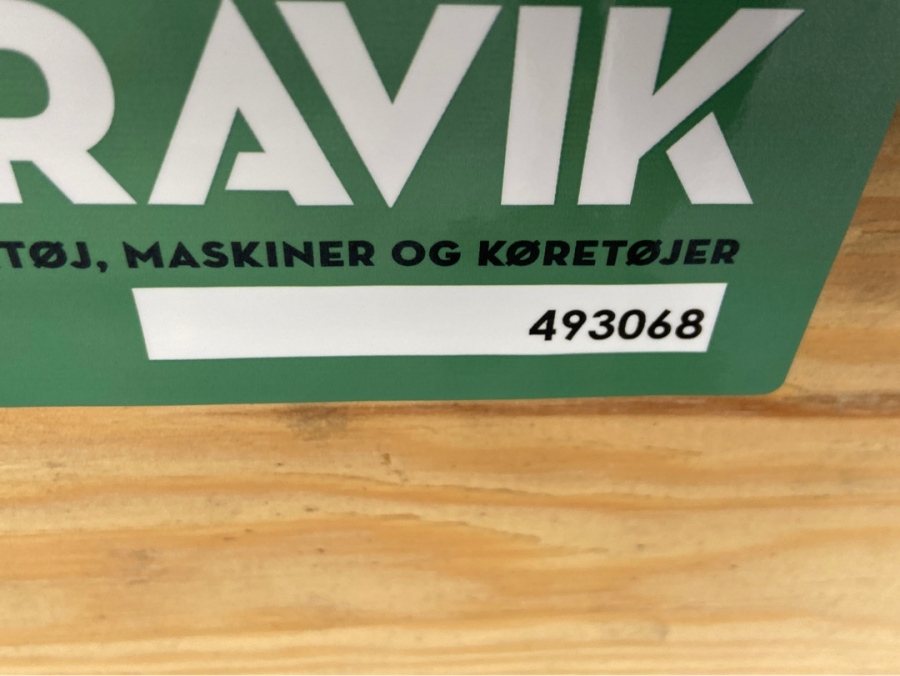 RAVIK
TØJ, MASKINER OG KØRETØJER
493068